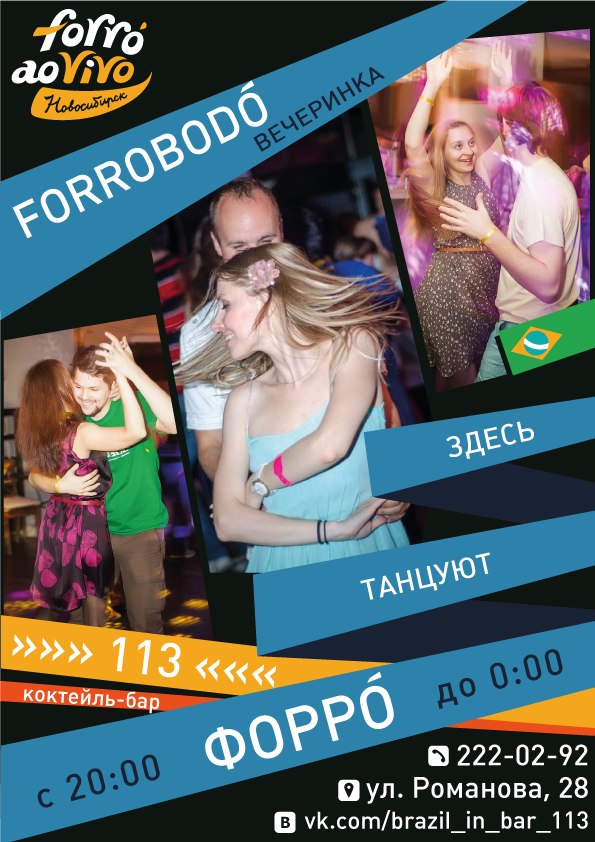 forró
ao vivo
Новосибирск
FORROBODÓ
ВЕЧЕРИНКА
ЗДЕСЬ
ТАНЦУЮТ
»»» 113 «««
коктейль-бар
с 20:00 ФОРРÓ до 0:00
222-02-92
ул. Романова, 28
vk.com/brazil_in_bar_113